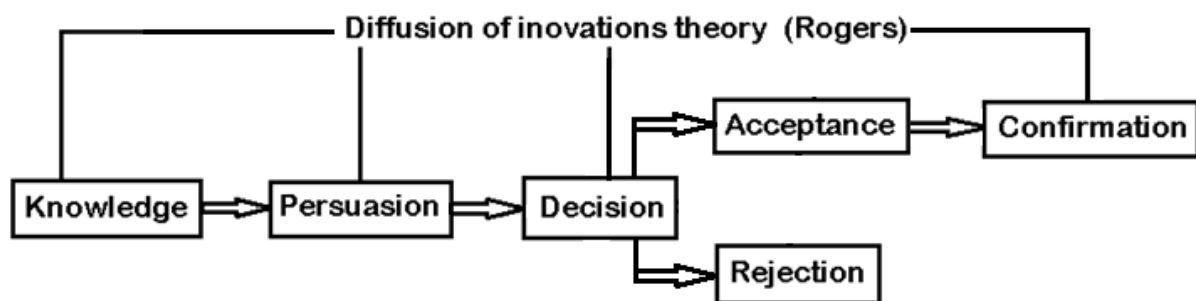 Diffusion of inovations theory (Rogers)
Acceptance
Confirmation
Knowledge
Persuasion
Decision
Rejection